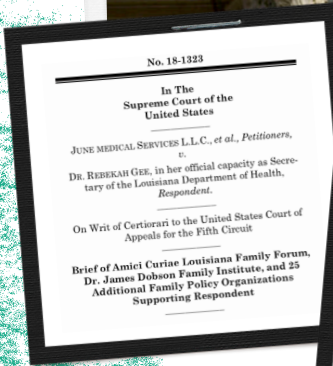 No. 18-1323
In The
Supreme Court of the
United States
JUNE MEDICAL SERVICES L.L.C., et al., Petitioners,
v.
DR. REBEKAH GEE, in her official capacity as Secre-
tary of the Louisiana Department of Health,
Respondent.
On Writ of Certiorari to the United States Court of
Appeals for the Fifth Circuit
Brief of Amici Curiae Louisiana Family Forum,
Dr. James Dobson Family Institute, and 25
Additional Family Policy Organizations
Supporting Respondent